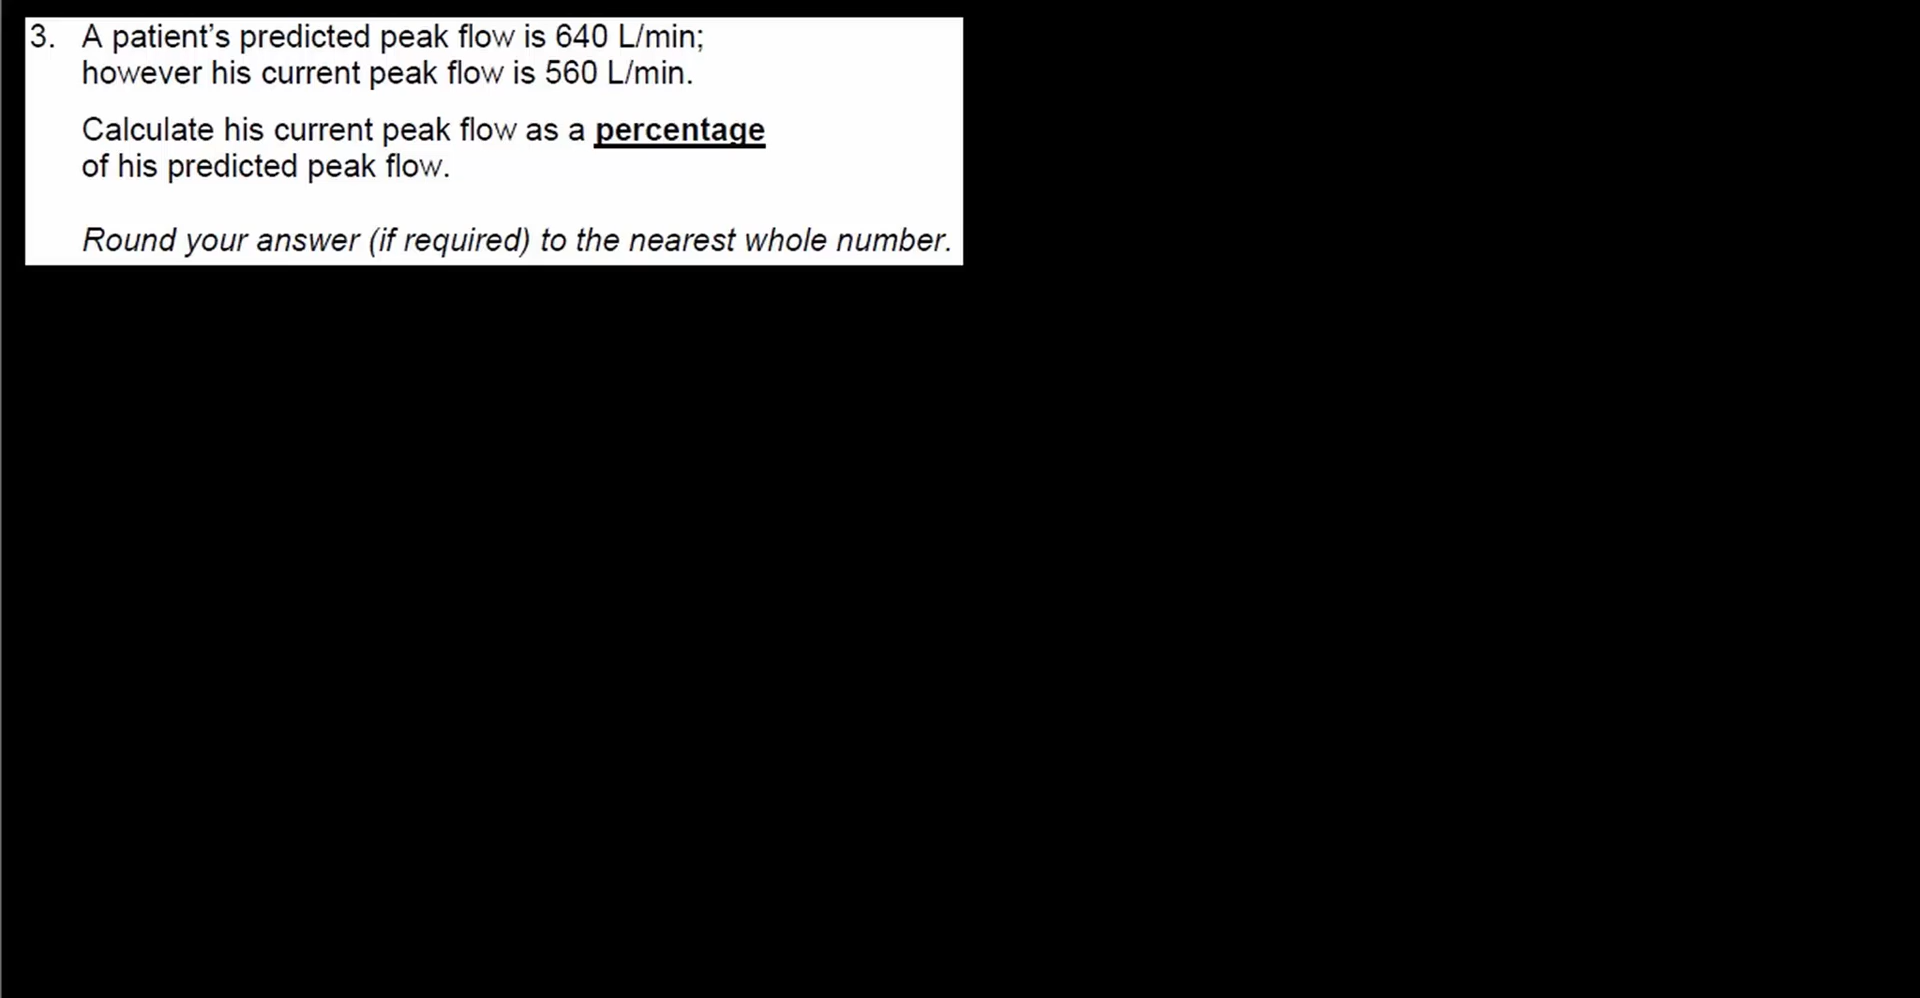 3. A patient’s predicted peak flow is 640 L/min;
however his current peak flow is 560 L/min.
Calculate his current peak flow as a percentage
of his predicted peak flow.
Round your answer (if required) to the nearest whole number.